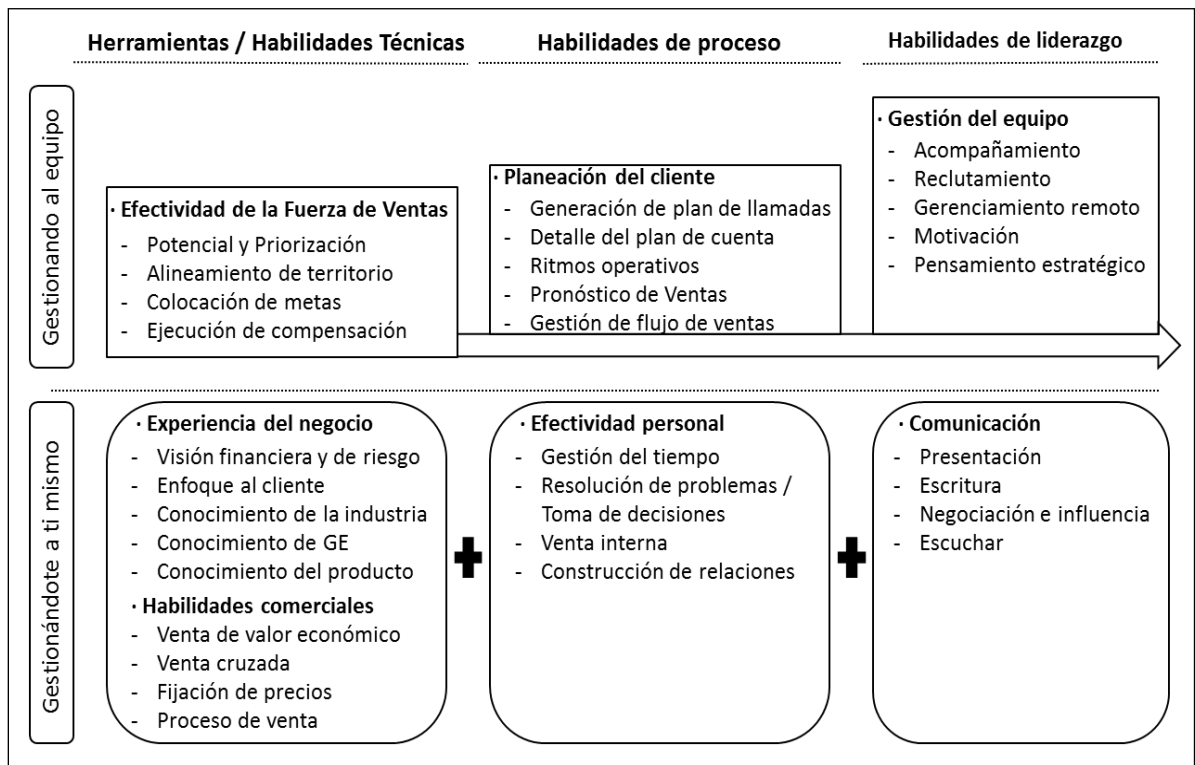 Herramientas / Habilidades Técnicas
Habilidades de proceso
Habilidades de liderazgo
Gestionando al equipo
· Efectividad de la Fuerza de Ventas
- Potencial y Priorización
- Alineamiento de territorio
- Colocación de metas
- Ejecución de compensación
· Planeación del cliente
- Generación de plan de llamadas
- Detalle del plan de cuenta
- Ritmos operativos
- Pronóstico de Ventas
- Gestión de flujo de ventas
· Gestión del equipo
- Acompañamiento
- Reclutamiento
- Gerenciamiento remoto
- Motivación
- Pensamiento estratégico
Gestionándote a ti mismo
· Experiencia del negocio
- Visión financiera y de riesgo
- Enfoque al cliente
- Conocimiento de la industria
- Conocimiento de GE
- Conocimiento del producto
· Habilidades comerciales
- Venta de valor económico
- Venta cruzada
- Fijación de precios
- Proceso de venta
· Efectividad personal
- Gestión del tiempo
- Resolución de problemas /
Toma de decisiones
- Venta interna
- Construcción de relaciones
· Comunicación
- Presentación
- Escritura
- Negociación e influencia
- Escuchar